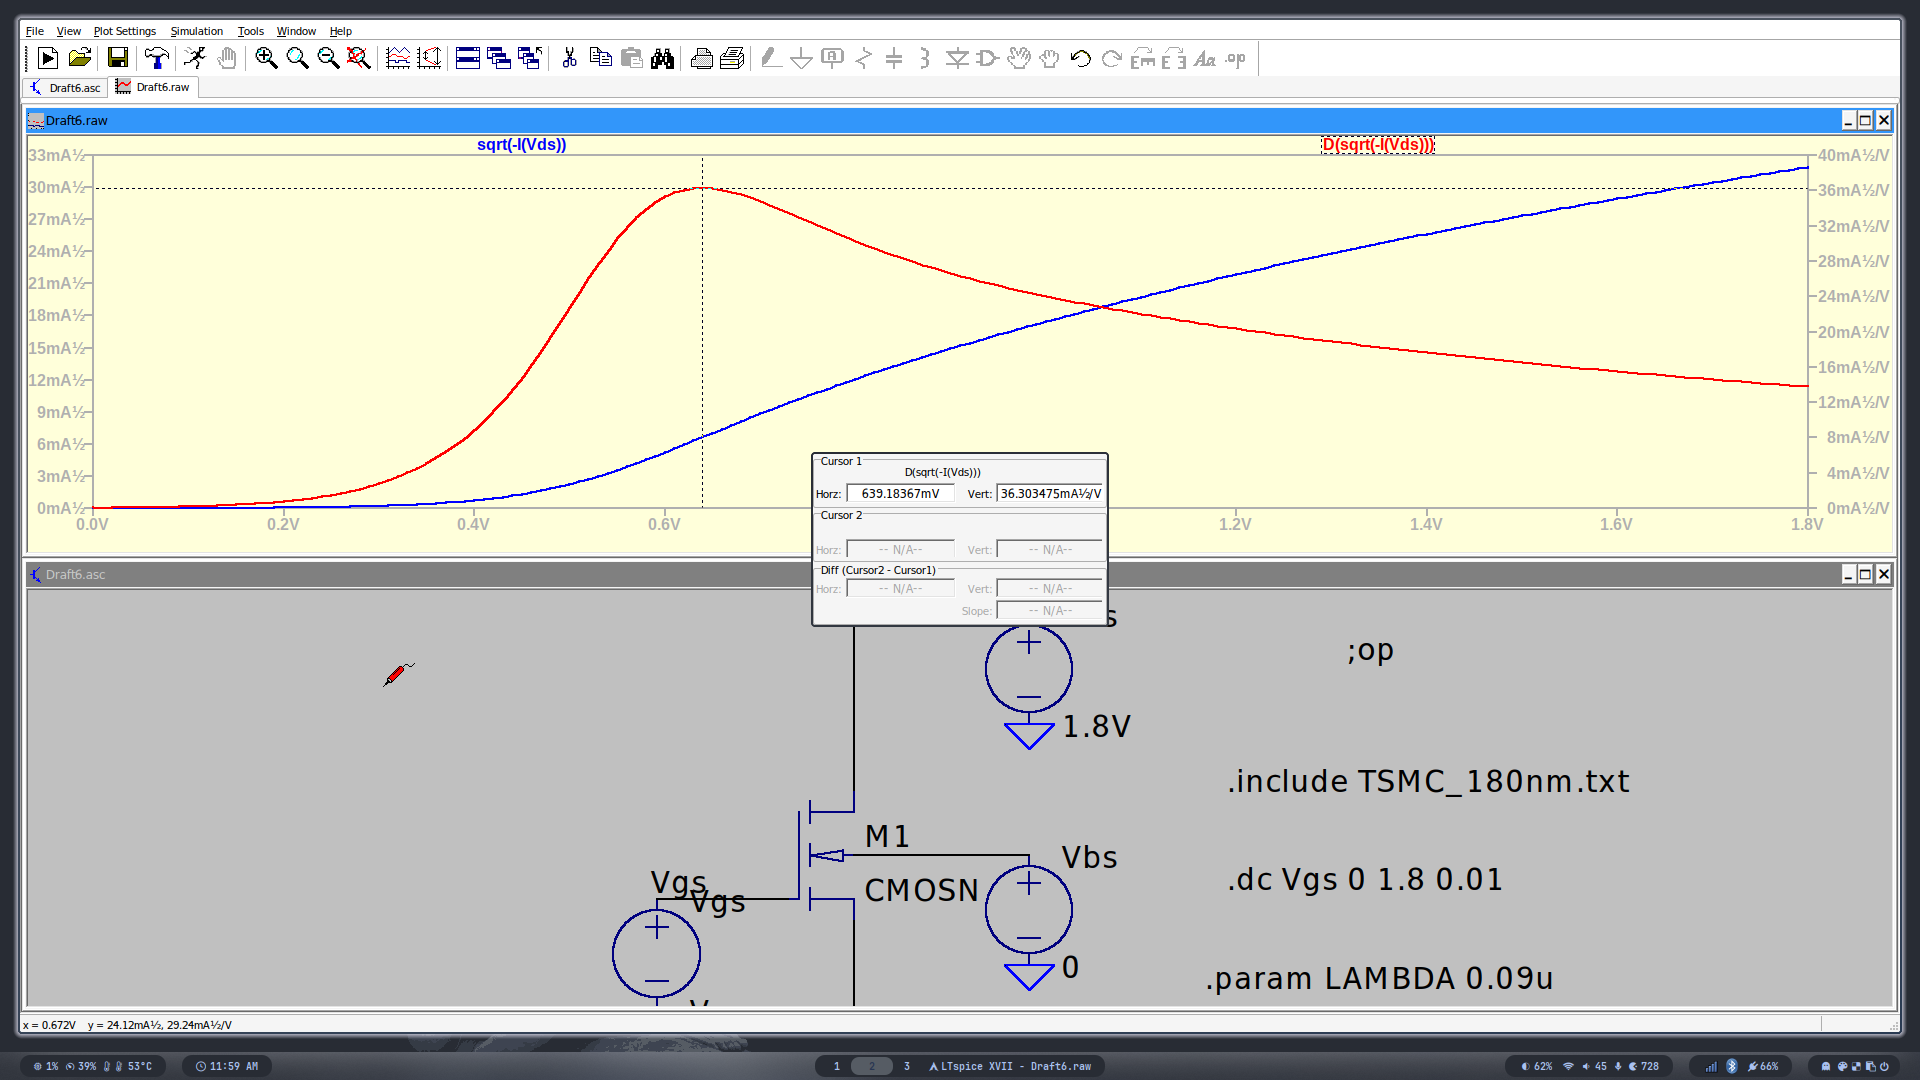 File View Plot Settings Simulation Tools Window Help
Draft6.asc Draft6.raw
Draft6.raw
sqrt(-I(Vds)) D(sqrt(-I(Vds)))
33mA½ 40mA½/V
30mA½ 36mA½/V
27mA½ 32mA½/V
24mA½ 28mA½/V
21mA½ 24mA½/V
18mA½ 20mA½/V
15mA½ 16mA½/V
12mA½ 12mA½/V
9mA½ 8mA½/V
6mA½ 4mA½/V
3mA½ 0mA½/V
0mA½
0.0V 0.2V 0.4V 0.6V 1.2V 1.4V 1.6V 1.8V
Cursor 1
D(sqrt(-I(Vds)))
Horz: 639.18367mV Vert: 36.303475mA½/V
Cursor 2
Horz: -- N/A-- Vert: -- N/A--
Diff (Cursor2 - Cursor1)
Horz: -- N/A-- Vert: -- N/A--
Slope: -- N/A--
Draft6.asc
s
;op
1.8V
.include TSMC_180nm.txt
M1
Vbs
Vgs
CMOSN
Vgs
.dc Vgs 0 1.8 0.01
0
.param LAMBDA 0.09u
x = 0.672V y = 24.12mA½, 29.24mA½/V
1% 39% 53°C 11:59 AM 1 2 3 LTspice XVII - Draft6.raw 62% 45 728 66%